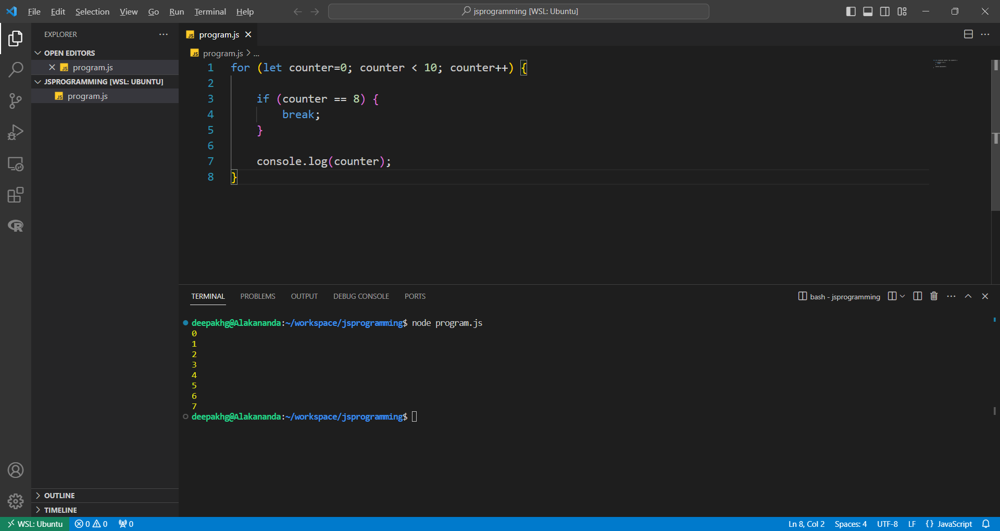 File Edit Selection View Go Run Terminal Help
jsprogramming [WSL: Ubuntu]
EXPLORER
OPEN EDITORS
JS program.js
JSPROGRAMMING [WSL: UBUNTU]
JS program.js
OUTLINE
TIMELINE
JS program.js
JS program.js > ...
1 for (let counter=0; counter < 10; counter++) {
2
3 if (counter == 8) {
4 break;
5 }
6
7 console.log(counter);
8 }
TERMINAL PROBLEMS OUTPUT DEBUG CONSOLE PORTS
bash - jsprogramming
deepakhg@Alakananda:~/workspace/jsprogramming$ node program.js
0
1
2
3
4
5
6
7
deepakhg@Alakananda:~/workspace/jsprogramming$
WSL: Ubuntu 0 0 0
Ln 8, Col 2 Spaces: 4 UTF-8 LF {} JavaScript